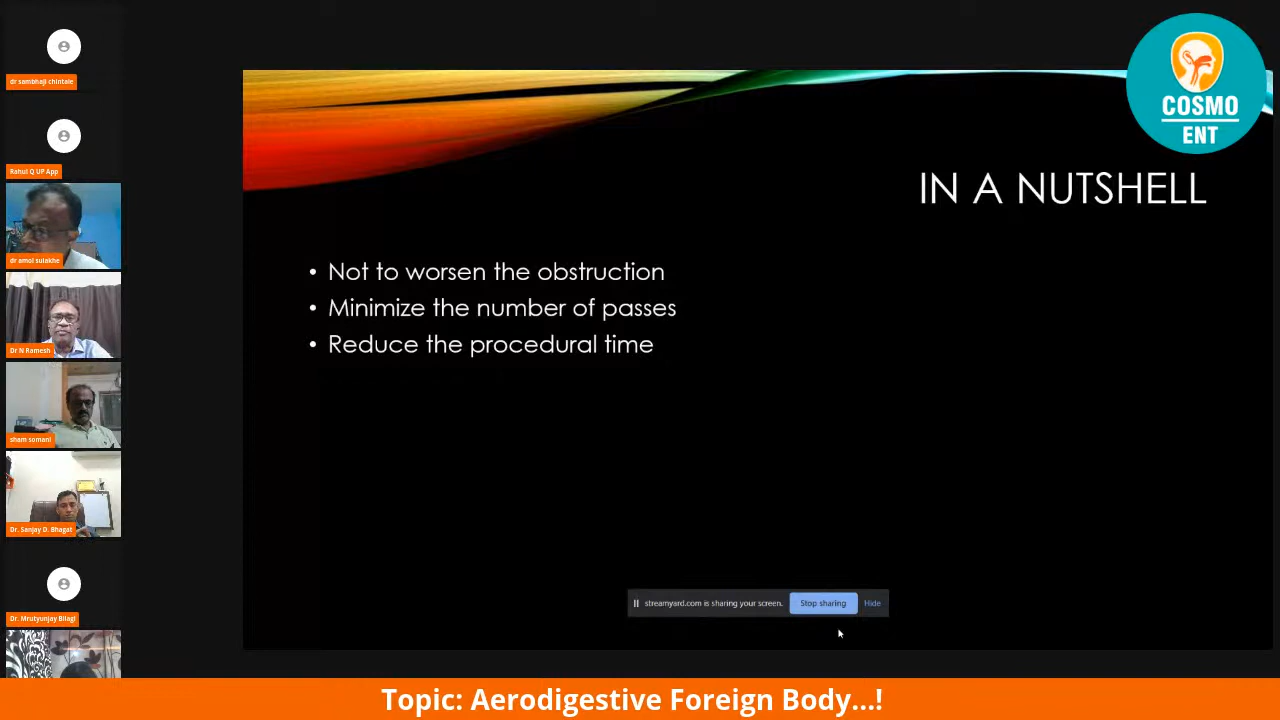 dr sambhaji chintale
Rahul Q UP App
dr amol sulakhe
Dr N Ramesh
sham somani
Dr. Sanjay D. Bhagat
Dr. Mrutyunjay Bilagi
COSMO
ENT
IN A NUTSHELL
• Not to worsen the obstruction
• Minimize the number of passes
• Reduce the procedural time
streamyard.com is sharing your screen. Stop sharing Hide
Topic: Aerodigestive Foreign Body...!